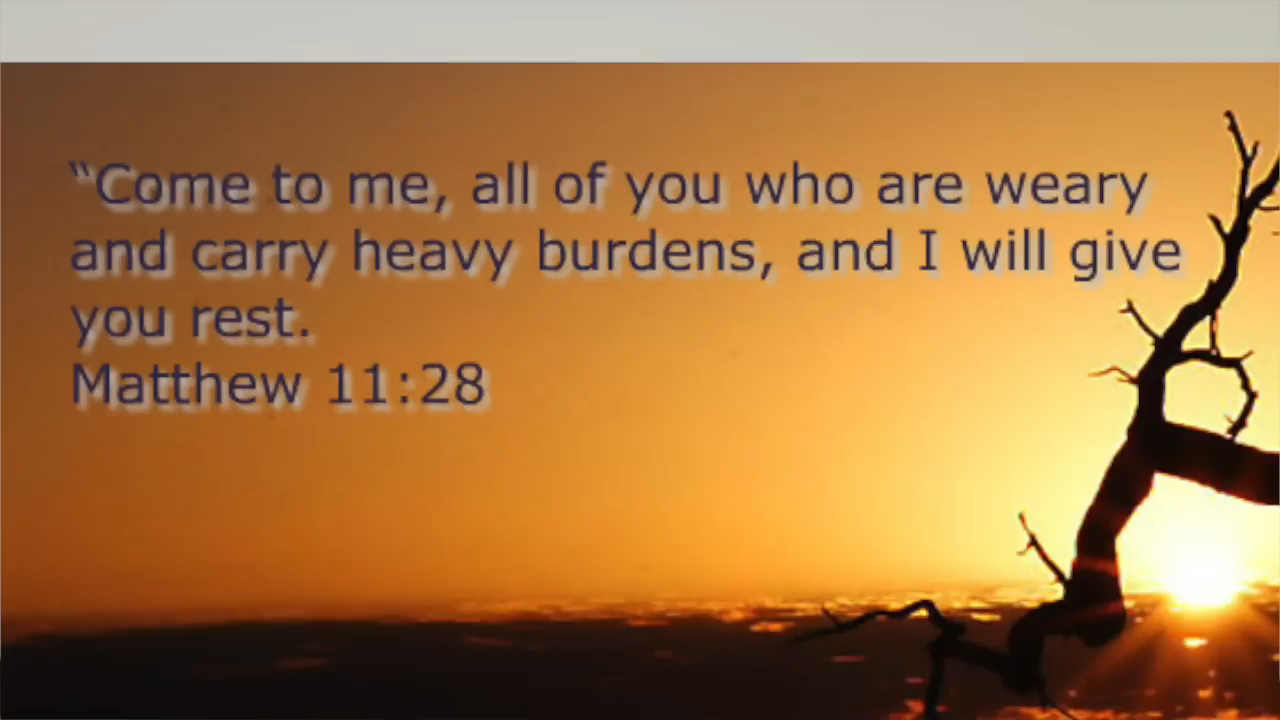 “Come to me, all of you who are weary
and carry heavy burdens, and I will give
you rest.
Matthew 11:28